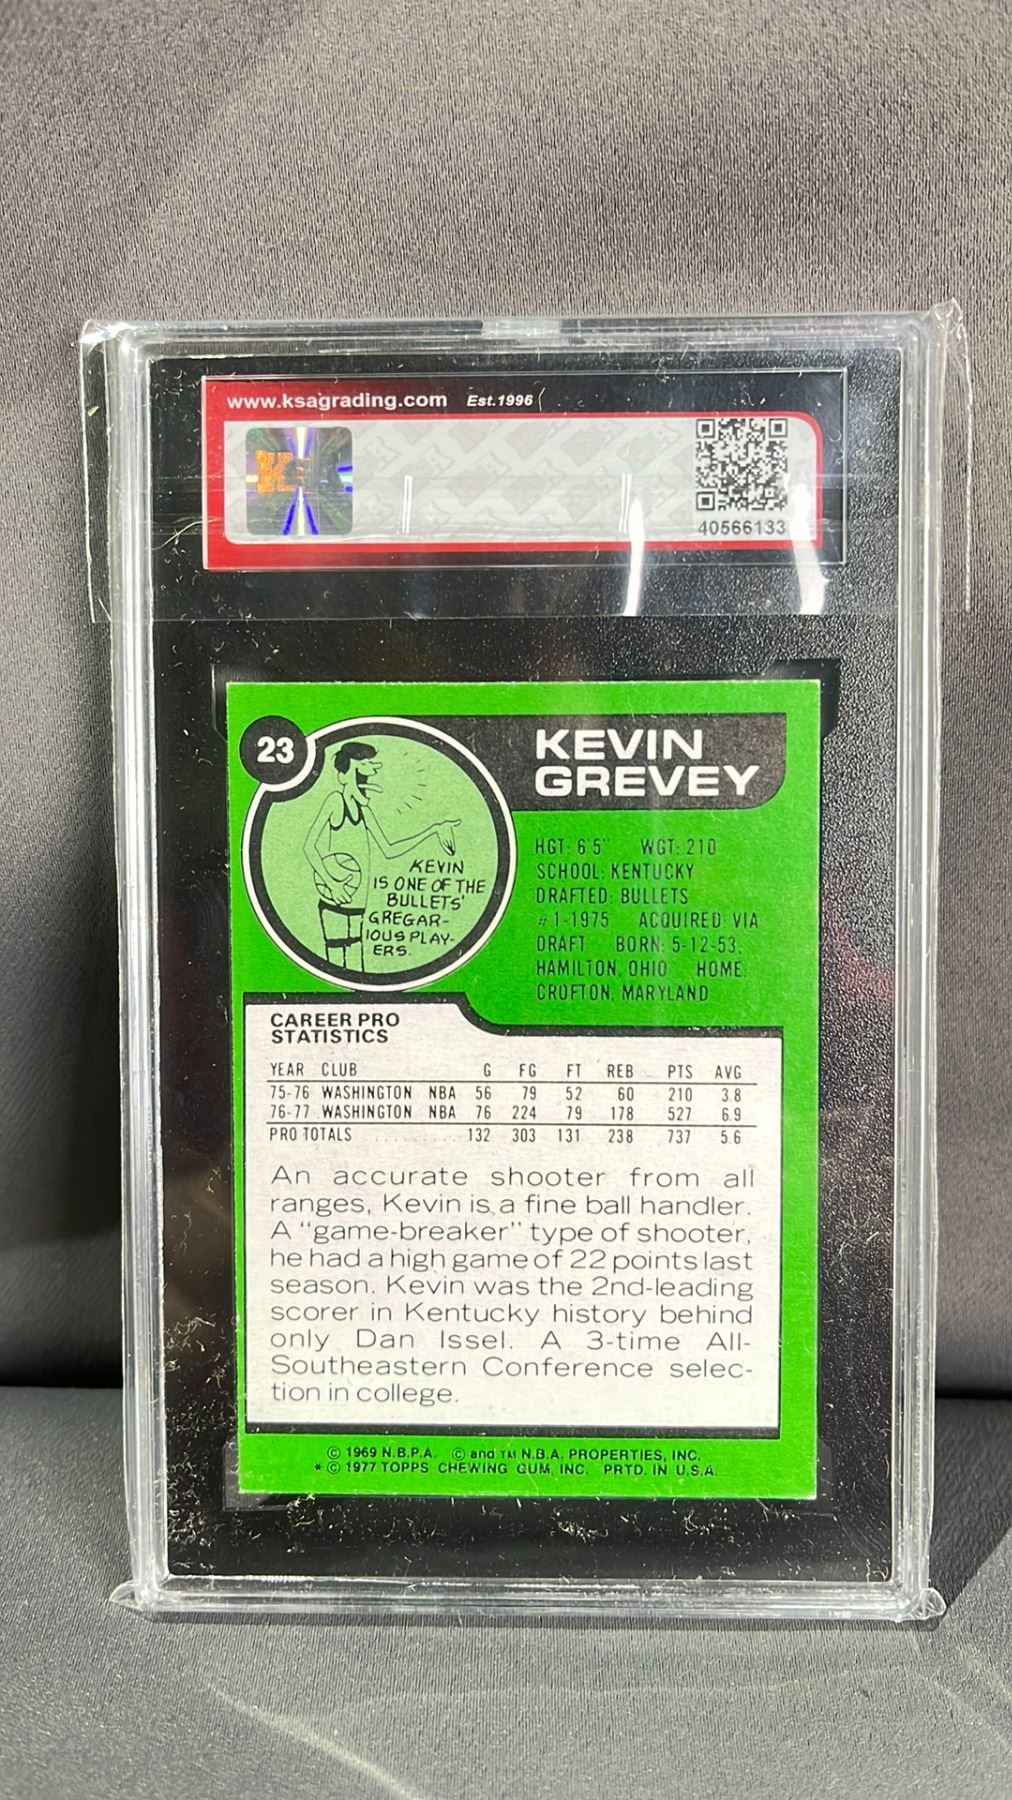 www.ksagrading.com Est.1996
KSA
40566133
23
KEVIN
GREVEY
KEVIN
IS ONE OF THE
BULLETS'
GREGAR-
IOUS PLAY-
ERS.
HGT: 6'5" WGT: 210
SCHOOL: KENTUCKY
DRAFTED: BULLETS
#1-1975 ACQUIRED: VIA
DRAFT BORN: 5-12-53,
HAMILTON, OHIO HOME:
CROFTON, MARYLAND
CAREER PRO
STATISTICS
YEAR CLUB G FG FT REB PTS AVG
75-76 WASHINGTON NBA 56 79 52 60 210 3.8
76-77 WASHINGTON NBA 76 224 79 178 527 6.9
PRO TOTALS .......... 132 303 131 238 737 5.6
An accurate shooter from all
ranges, Kevin is a fine ball handler.
A "game-breaker" type of shooter,
he had a high game of 22 points last
season. Kevin was the 2nd-leading
scorer in Kentucky history behind
only Dan Issel. A 3-time All-
Southeastern Conference selec-
tion in college.
© 1969 N.B.P.A. © and TM N.B.A. PROPERTIES, INC.
* © 1977 TOPPS CHEWING GUM, INC. PRTD. IN U.S.A.